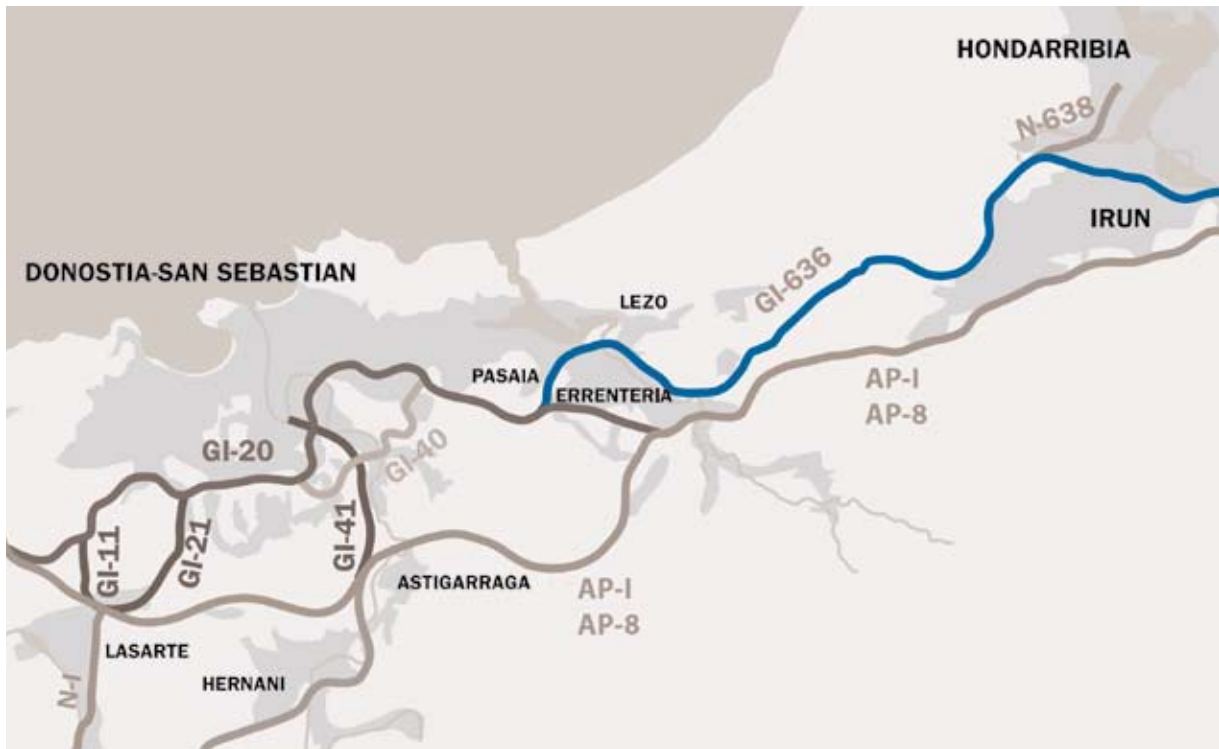 HONDARRIBIA
N-638
IRUN
DONOSTIA-SAN SEBASTIAN
LEZO
GI-636
PASAIA
ERRENTERIA
AP-I
AP-8
GI-20
GI-40
GI-11
GI-21
GI-41
ASTIGARRAGA
AP-I
AP-8
LASARTE
HERNANI
N-I